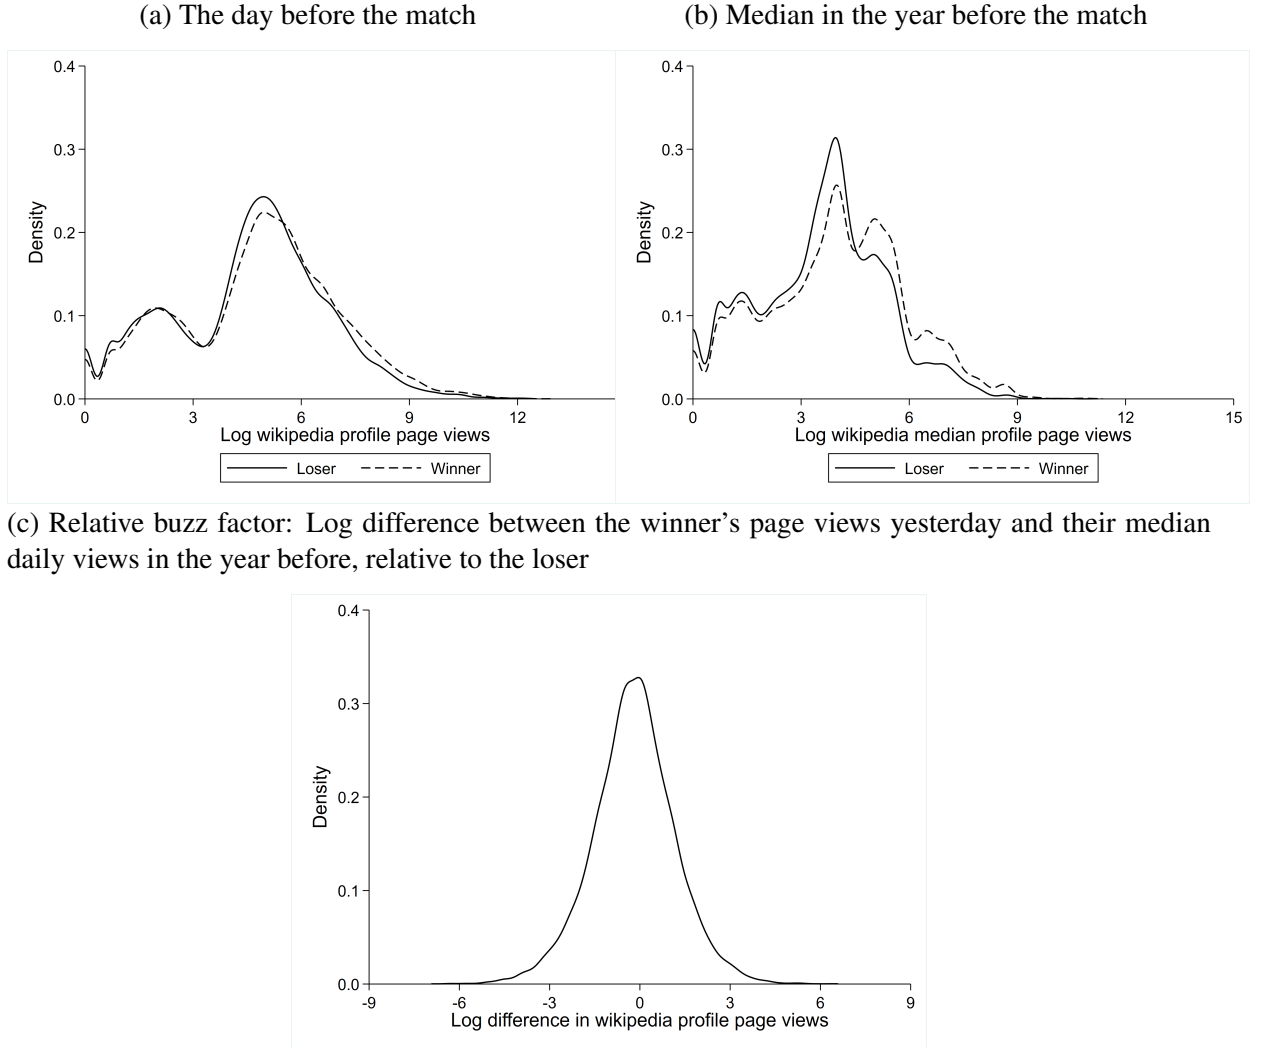 (a) The day before the match
(b) Median in the year before the match
0.4
0.3
0.2
0.1
0.0
Density
0 3 6 9 12
Log wikipedia profile page views
Loser Winner
0.4
0.3
0.2
0.1
0.0
Density
0 3 6 9 12 15
Log wikipedia median profile page views
Loser Winner
(c) Relative buzz factor: Log difference between the winner’s page views yesterday and their median
daily views in the year before, relative to the loser
0.4
0.3
0.2
0.1
0.0
Density
-9 -6 -3 0 3 6 9
Log difference in wikipedia profile page views